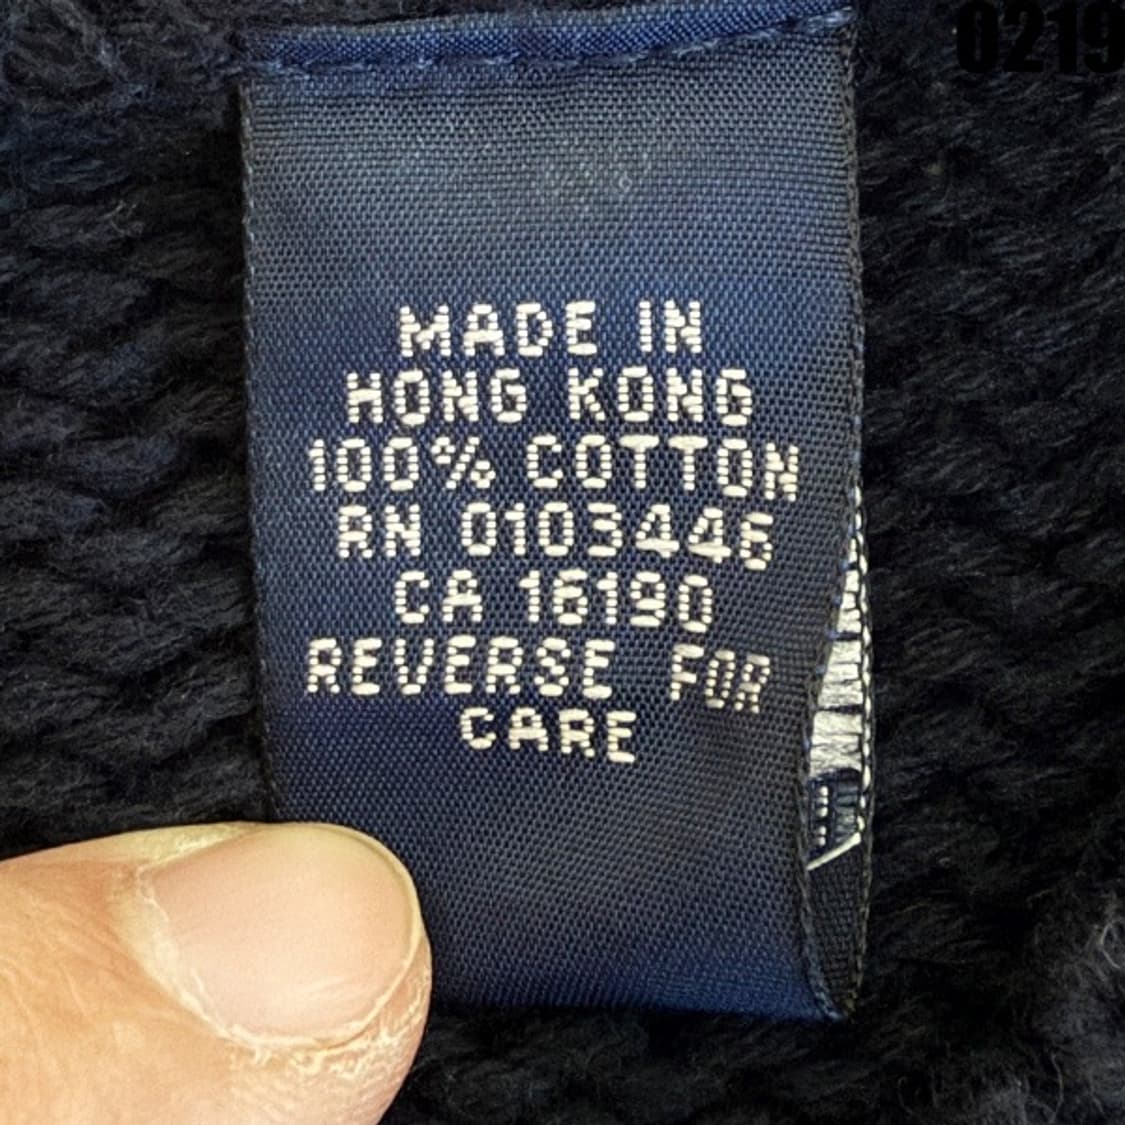 0219
MADE IN
HONG KONG
100% COTTON
RN 0103446
CA 16190
REVERSE FOR
CARE